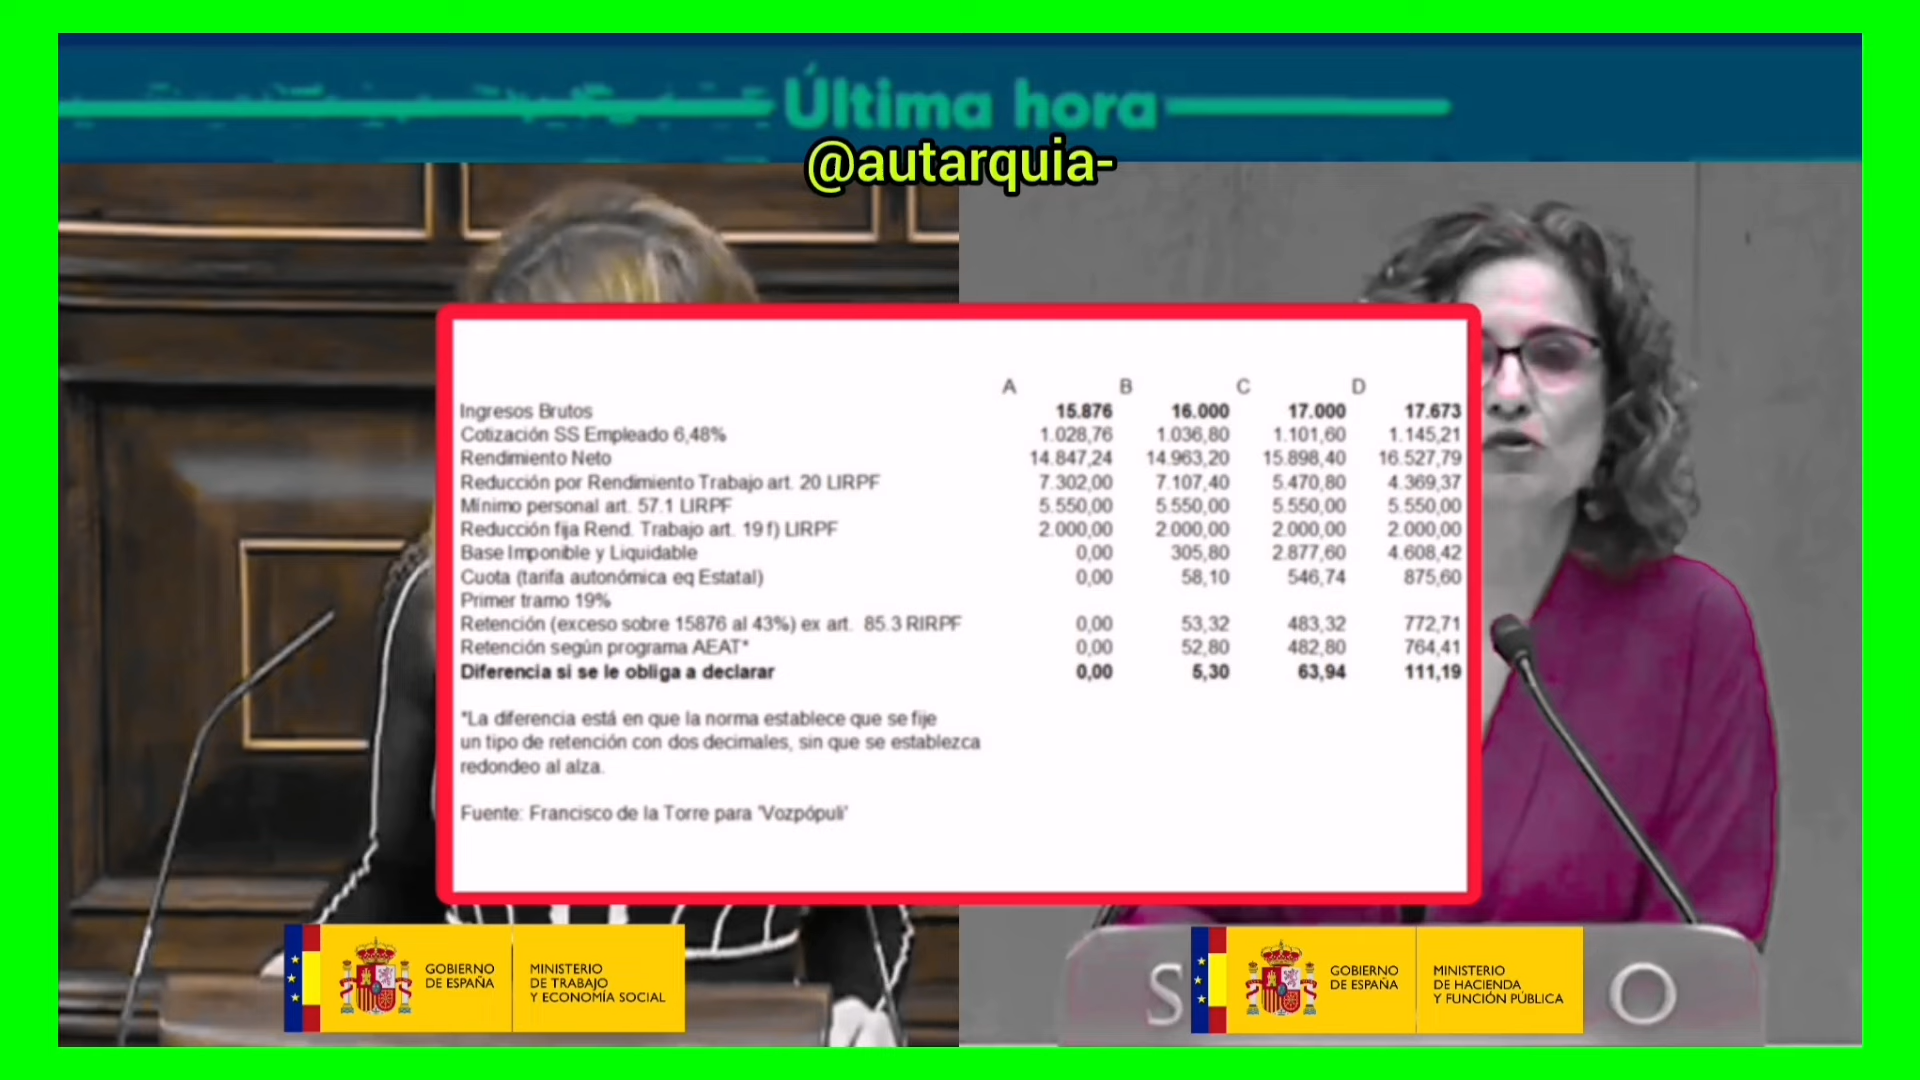 Última hora
@autarquia-
A B C D
Ingresos Brutos 15.876 16.000 17.000 17.673
Cotización SS Empleado 6,48% 1.028,76 1.036,80 1.101,60 1.145,21
Rendimiento Neto 14.847,24 14.963,20 15.898,40 16.527,79
Reducción por Rendimiento Trabajo art. 20 LIRPF 7.302,00 7.107,40 5.470,80 4.369,37
Mínimo personal art. 57.1 LIRPF 5.550,00 5.550,00 5.550,00 5.550,00
Reducción fija Rend. Trabajo art. 19 f) LIRPF 2.000,00 2.000,00 2.000,00 2.000,00
Base Imponible y Liquidable 0,00 305,80 2.877,60 4.608,42
Cuota (tarifa autonómica eq Estatal) 0,00 58,10 546,74 875,60
Primer tramo 19%
Retención (exceso sobre 15876 al 43%) ex art. 85.3 RIRPF 0,00 53,32 483,32 772,71
Retención según programa AEAT* 0,00 52,80 482,80 764,41
Diferencia si se le obliga a declarar 0,00 5,30 63,94 111,19
*La diferencia está en que la norma establece que se fije
un tipo de retención con dos decimales, sin que se establezca
redondeo al alza.
Fuente: Francisco de la Torre para 'Vozpópuli'
GOBIERNO
DE ESPAÑA
MINISTERIO
DE TRABAJO
Y ECONOMÍA SOCIAL
S
GOBIERNO
DE ESPAÑA
MINISTERIO
DE HACIENDA
Y FUNCIÓN PÚBLICA
O